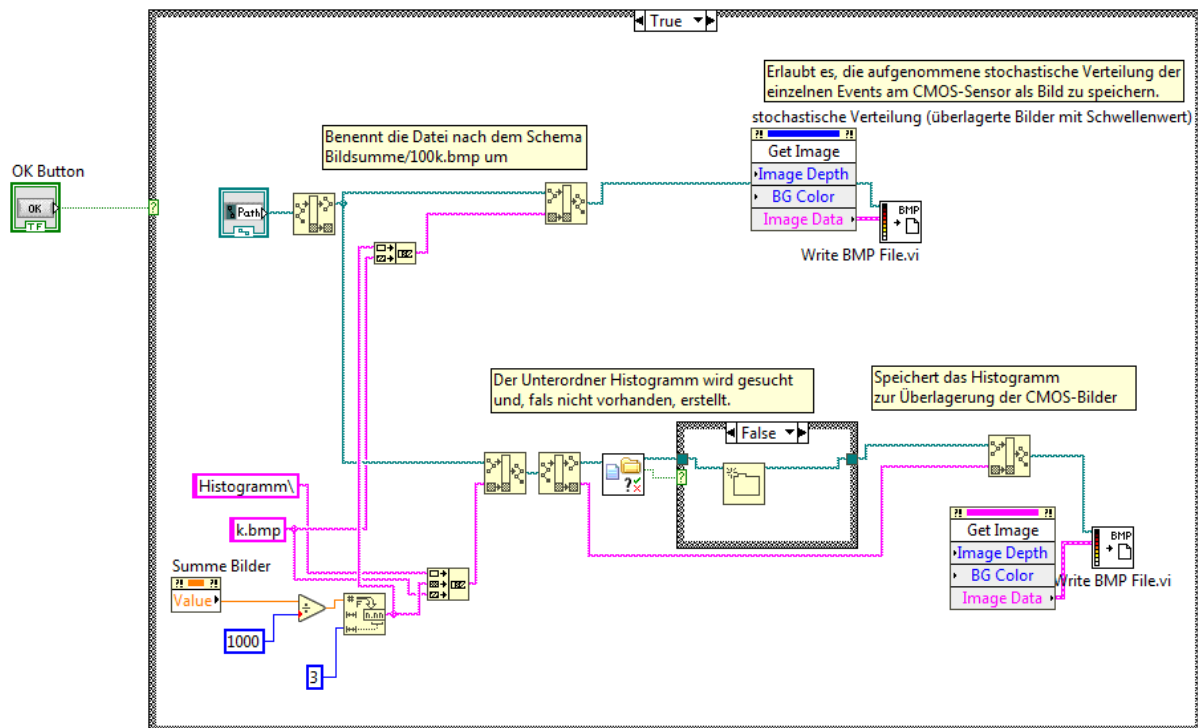 True
Erlaubt es, die aufgenommene stochastische Verteilung der
einzelnen Events am CMOS-Sensor als Bild zu speichern.
stochastische Verteilung (überlagerte Bilder mit Schwellenwert)
Get Image
Image Depth
BG Color
Image Data
BMP
Write BMP File.vi
Benennt die Datei nach dem Schema
Bildsumme/100k.bmp um
OK Button
OK
TF
?
Path
Der Unterordner Histogramm wird gesucht
und, fals nicht vorhanden, erstellt.
Speichert das Histogramm
zur Überlagerung der CMOS-Bilder
False
?
?
Histogramm\
k.bmp
Summe Bilder
?! ?!
Value
1000
3
#
F
n.nn
?! ?!
Get Image
Image Depth
BG Color
Image Data
BMP
Write BMP File.vi